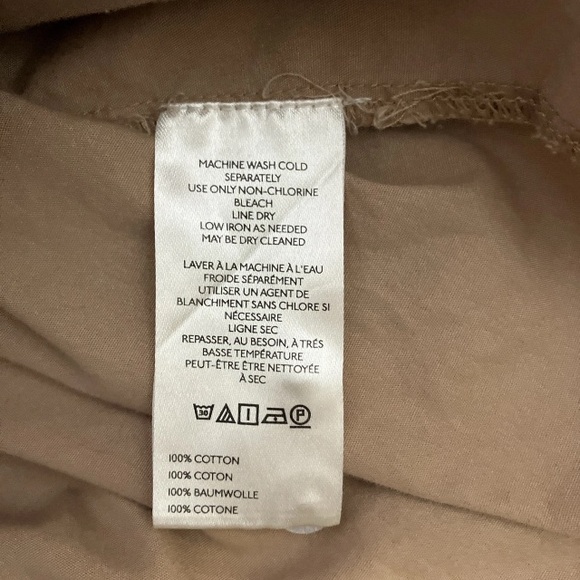 MACHINE WASH COLD
SEPARATELY
USE ONLY NON-CHLORINE
BLEACH
LINE DRY
LOW IRON AS NEEDED
MAY BE DRY CLEANED
LAVER À LA MACHINE À L'EAU
FROIDE SÉPARÉMENT
UTILISER UN AGENT DE
BLANCHIMENT SANS CHLORE SI
NÉCESSAIRE
LIGNE SEC
REPASSER, AU BESOIN, À TRÉS
BASSE TEMPÉRATURE
PEUT-ÊTRE ÊTRE NETTOYÉE
À SEC
30 P
100% COTTON
100% COTON
100% BAUMWOLLE
100% COTONE